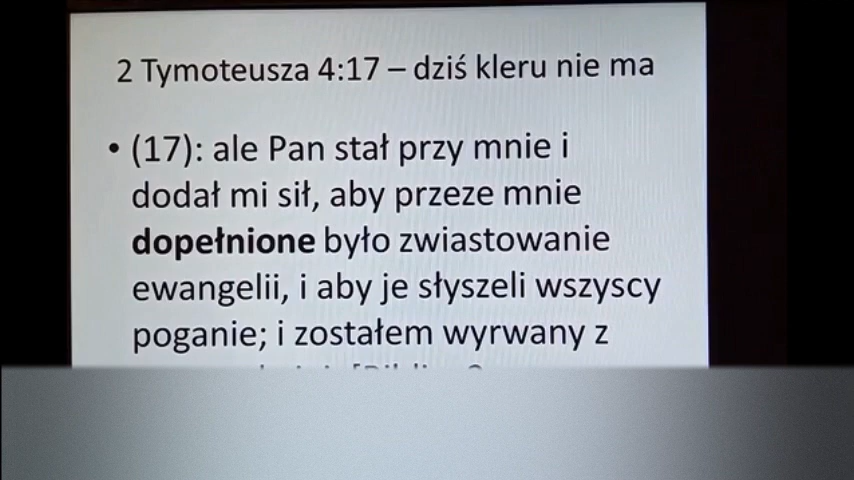 2 Tymoteusza 4:17 – dziś kleru nie ma
• (17): ale Pan stał przy mnie i
dodał mi sił, aby przeze mnie
dopełnione było zwiastowanie
ewangelii, i aby je słyszeli wszyscy
poganie; i zostałem wyrwany z